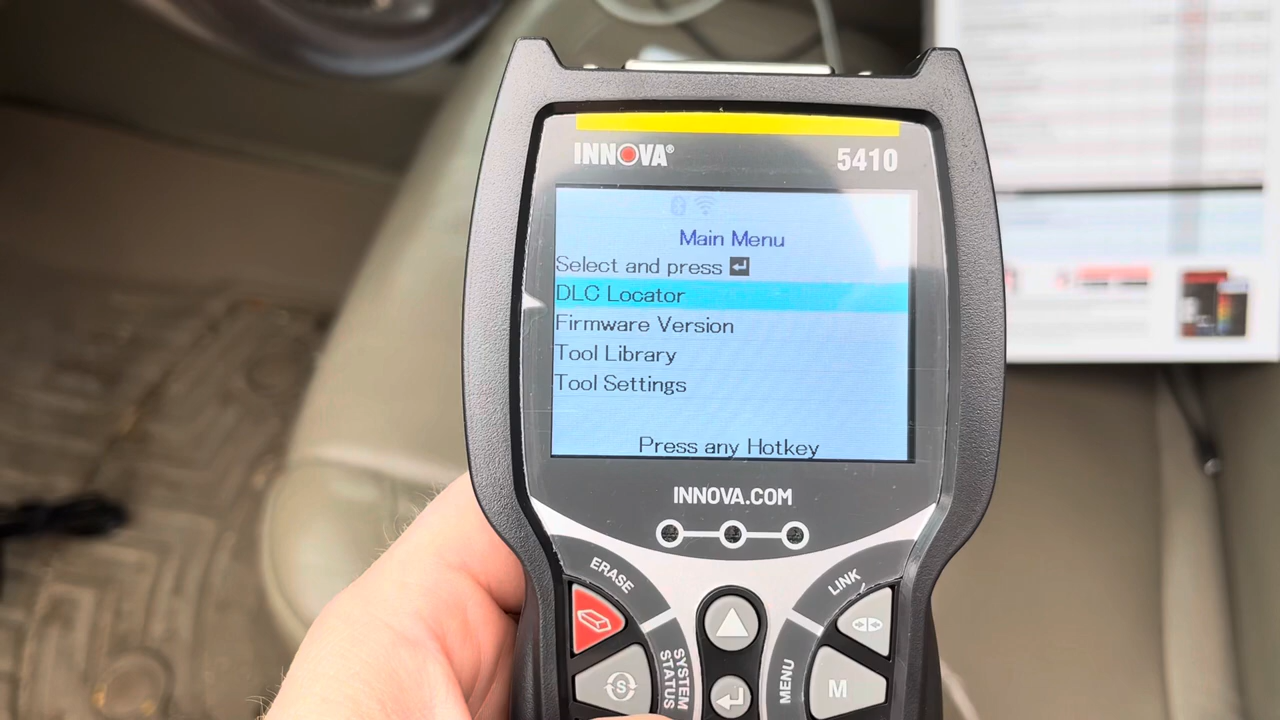 INNOVA® 5410
Main Menu
Select and press
DLC Locator
Firmware Version
Tool Library
Tool Settings
Press any Hotkey
INNOVA.COM
ERASE
LINK
SYSTEM STATUS
MENU
S
M